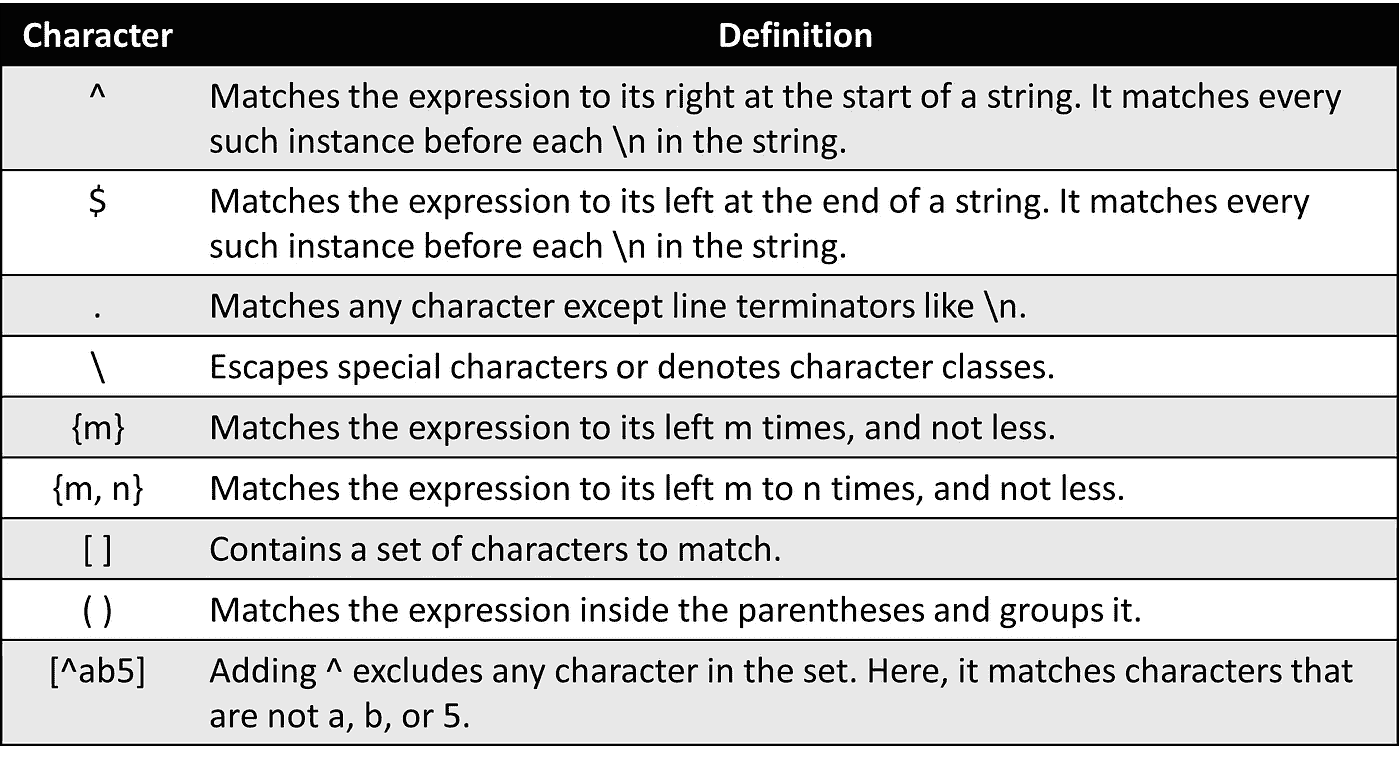 Character Definition
^ Matches the expression to its right at the start of a string. It matches every
such instance before each \n in the string.
$ Matches the expression to its left at the end of a string. It matches every
such instance before each \n in the string.
. Matches any character except line terminators like \n.
\ Escapes special characters or denotes character classes.
{m} Matches the expression to its left m times, and not less.
{m, n} Matches the expression to its left m to n times, and not less.
[ ] Contains a set of characters to match.
( ) Matches the expression inside the parentheses and groups it.
[^ab5] Adding ^ excludes any character in the set. Here, it matches characters that
are not a, b, or 5.